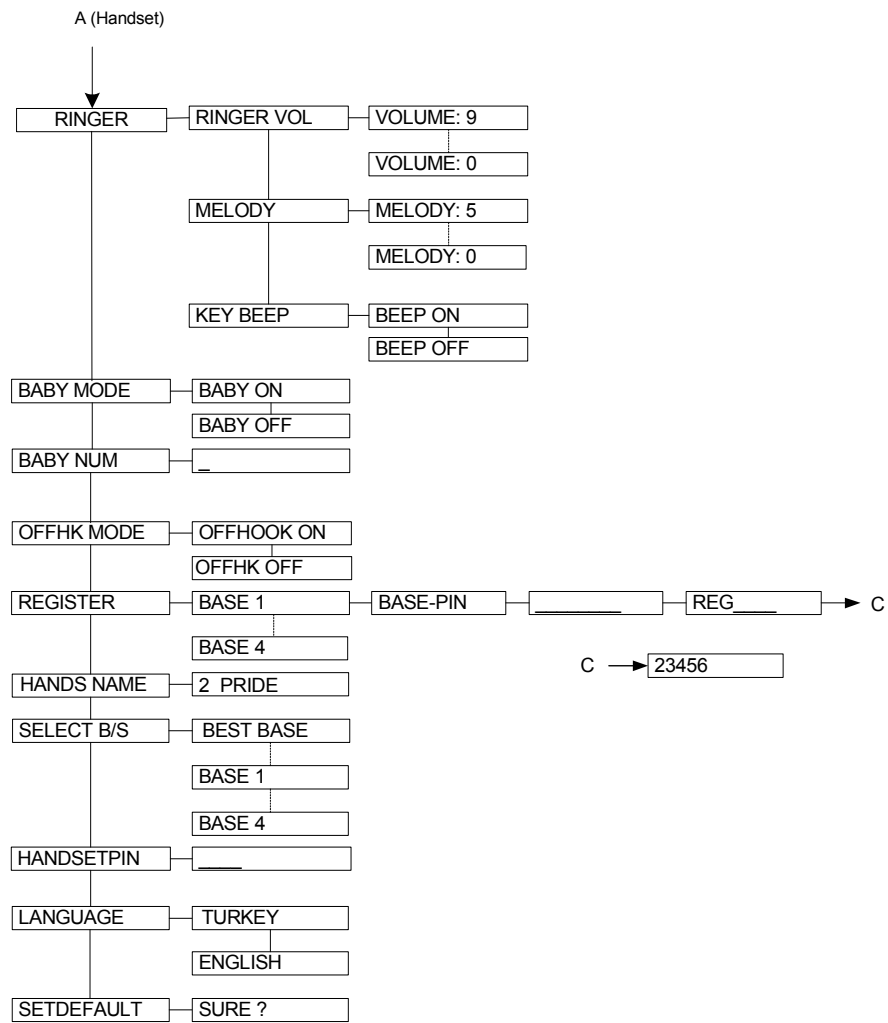 A (Handset)
RINGER
RINGER VOL
VOLUME: 9
VOLUME: 0
MELODY
MELODY: 5
MELODY: 0
KEY BEEP
BEEP ON
BEEP OFF
BABY MODE
BABY ON
BABY OFF
BABY NUM
_
OFFHK MODE
OFFHOOK ON
OFFHK OFF
REGISTER
BASE 1
BASE-PIN
________
REG____
C
BASE 4
C
23456
HANDS NAME
2 PRIDE
SELECT B/S
BEST BASE
BASE 1
BASE 4
HANDSETPIN
____
LANGUAGE
TURKEY
ENGLISH
SETDEFAULT
SURE ?